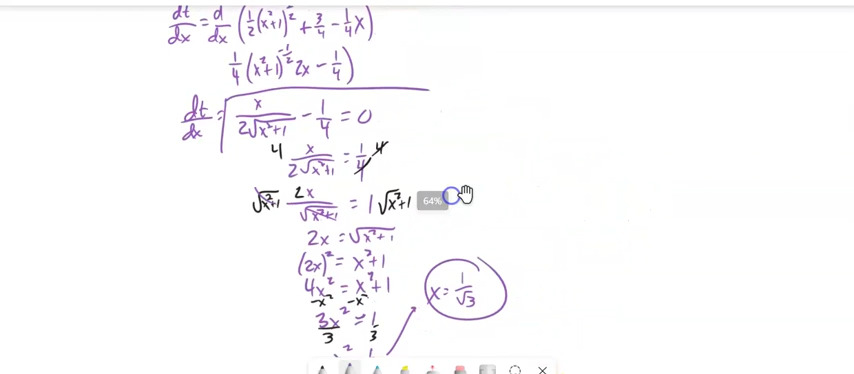 dt/dx = d/dx (1/2(x²+1)^1/2 + 3/4 - 1/4x)
1/4(x²+1)^-1/2 2x - 1/4)
dt/dx = x/2√x²+1 - 1/4 = 0
4 x/2√x²+1 = 1/4 4
√x²+1 2x/√x²+1 = 1√x²+1
64%
2x = √x²+1
(2x)² = x²+1
4x² = x²+1
-x² -x²
x = 1/√3
3x²/3 = 1/3